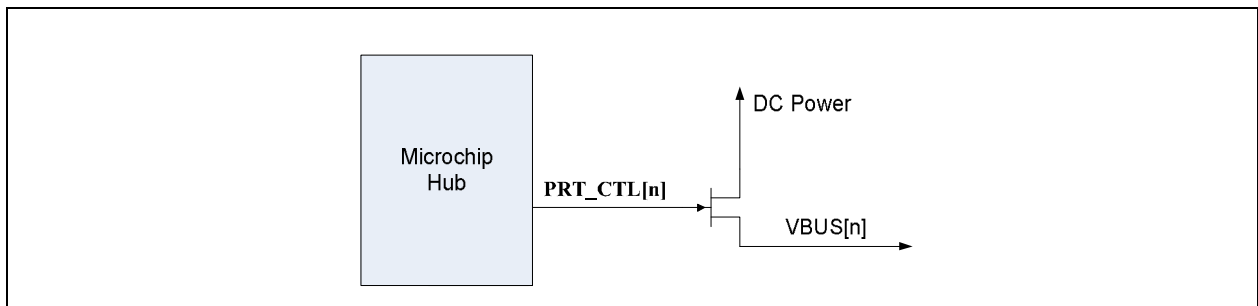 DC Power
Microchip
Hub
PRT_CTL[n]
VBUS[n]